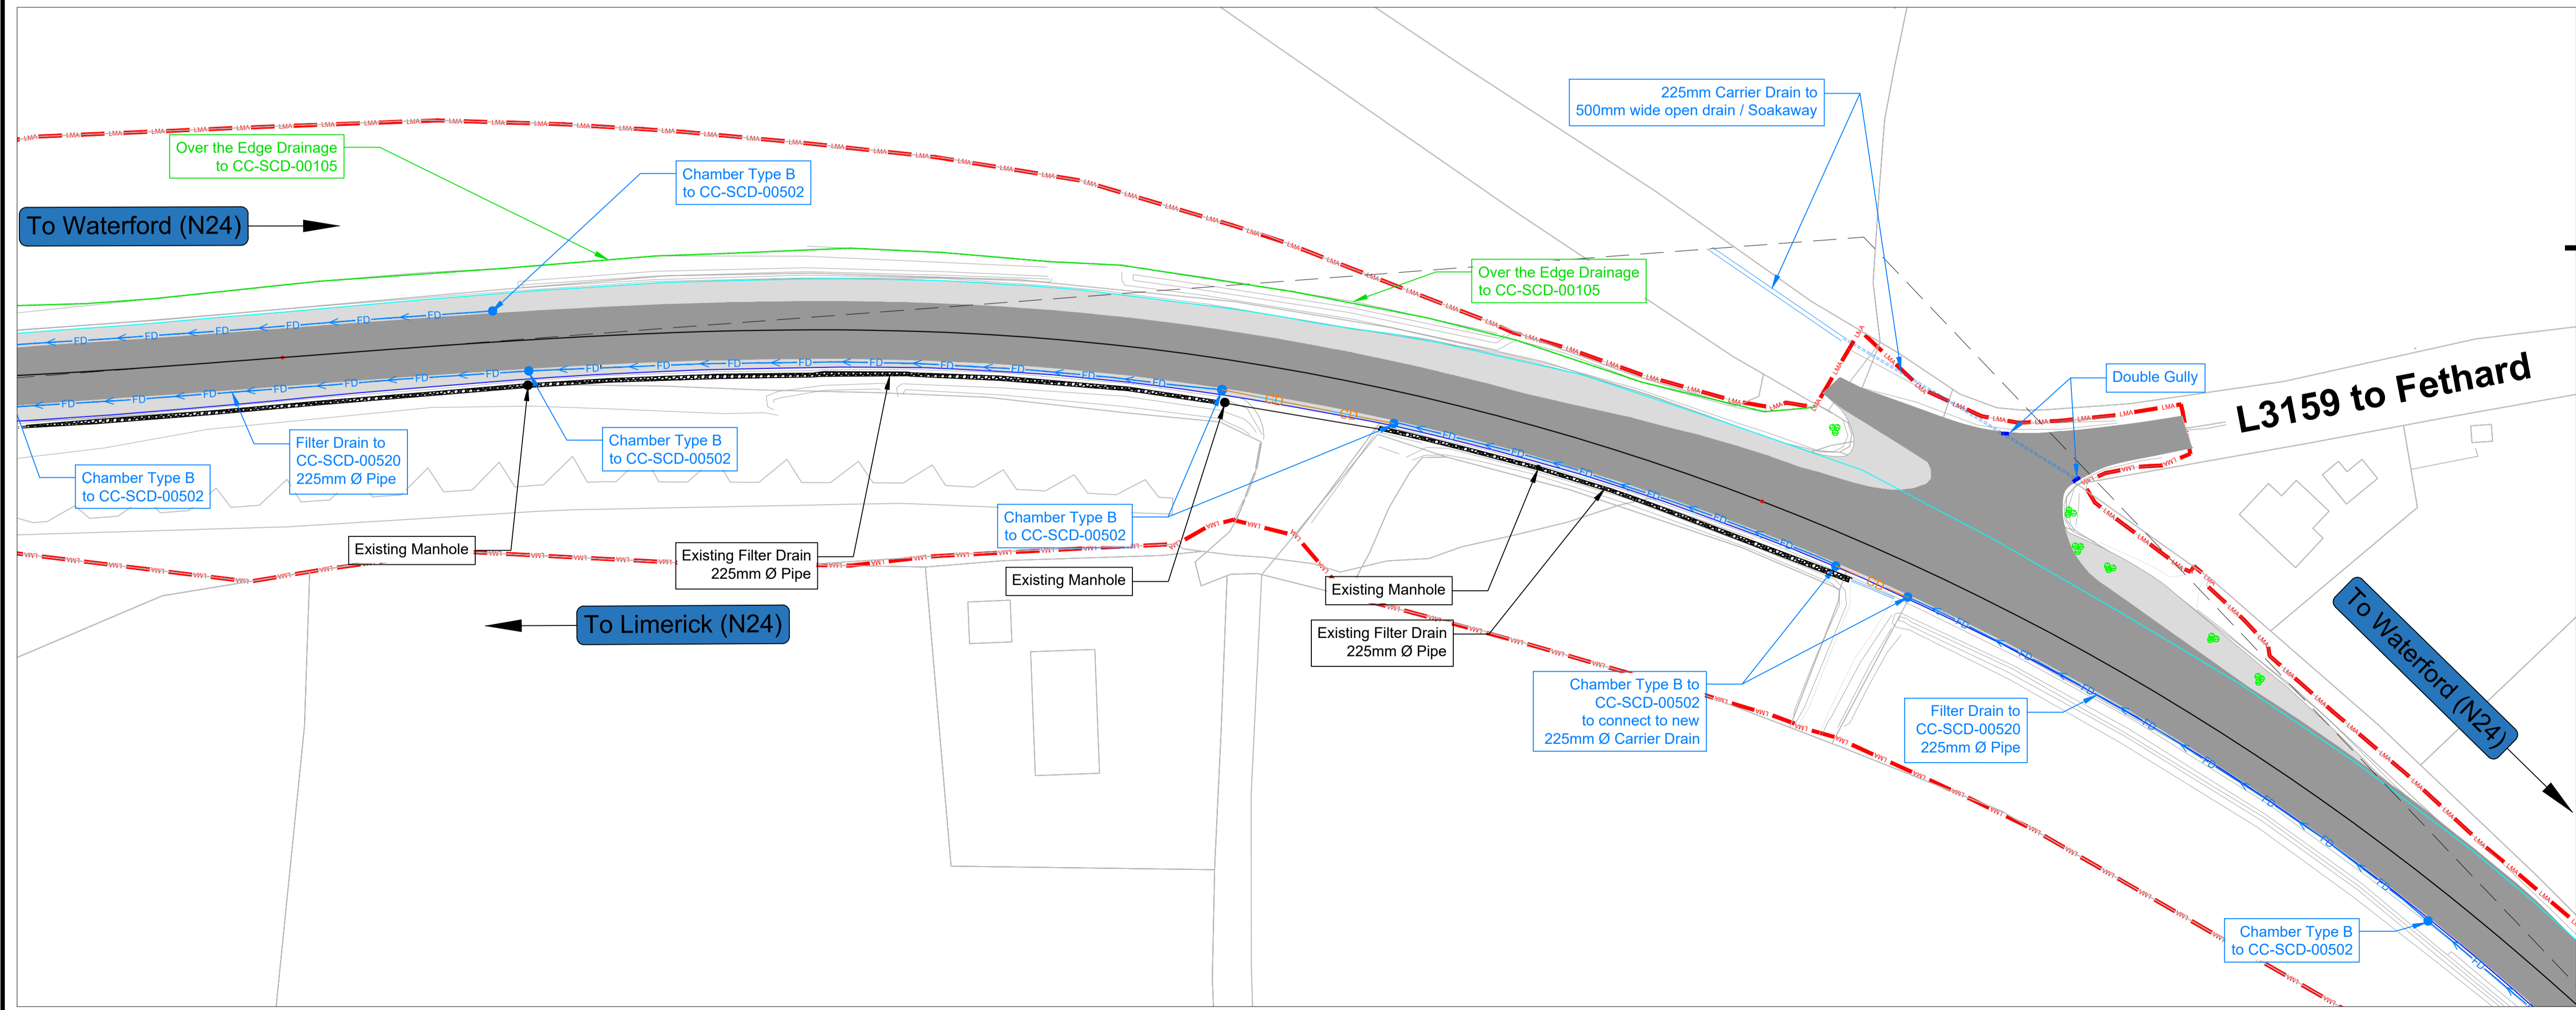 225mm Carrier Drain to
500mm wide open drain / Soakaway
Over the Edge Drainage
to CC-SCD-00105
Chamber Type B
to CC-SCD-00502
To Waterford (N24)
Over the Edge Drainage
to CC-SCD-00105
Double Gully
L3159 to Fethard
Filter Drain to
CC-SCD-00520
225mm Ø Pipe
Chamber Type B
to CC-SCD-00502
Chamber Type B
to CC-SCD-00502
Chamber Type B
to CC-SCD-00502
Existing Manhole
Existing Filter Drain
225mm Ø Pipe
Existing Manhole
Existing Manhole
To Limerick (N24)
Existing Filter Drain
225mm Ø Pipe
To Waterford (N24)
Chamber Type B to
CC-SCD-00502
to connect to new
225mm Ø Carrier Drain
Filter Drain to
CC-SCD-00520
225mm Ø Pipe
Chamber Type B
to CC-SCD-00502
FD
CD
LMA